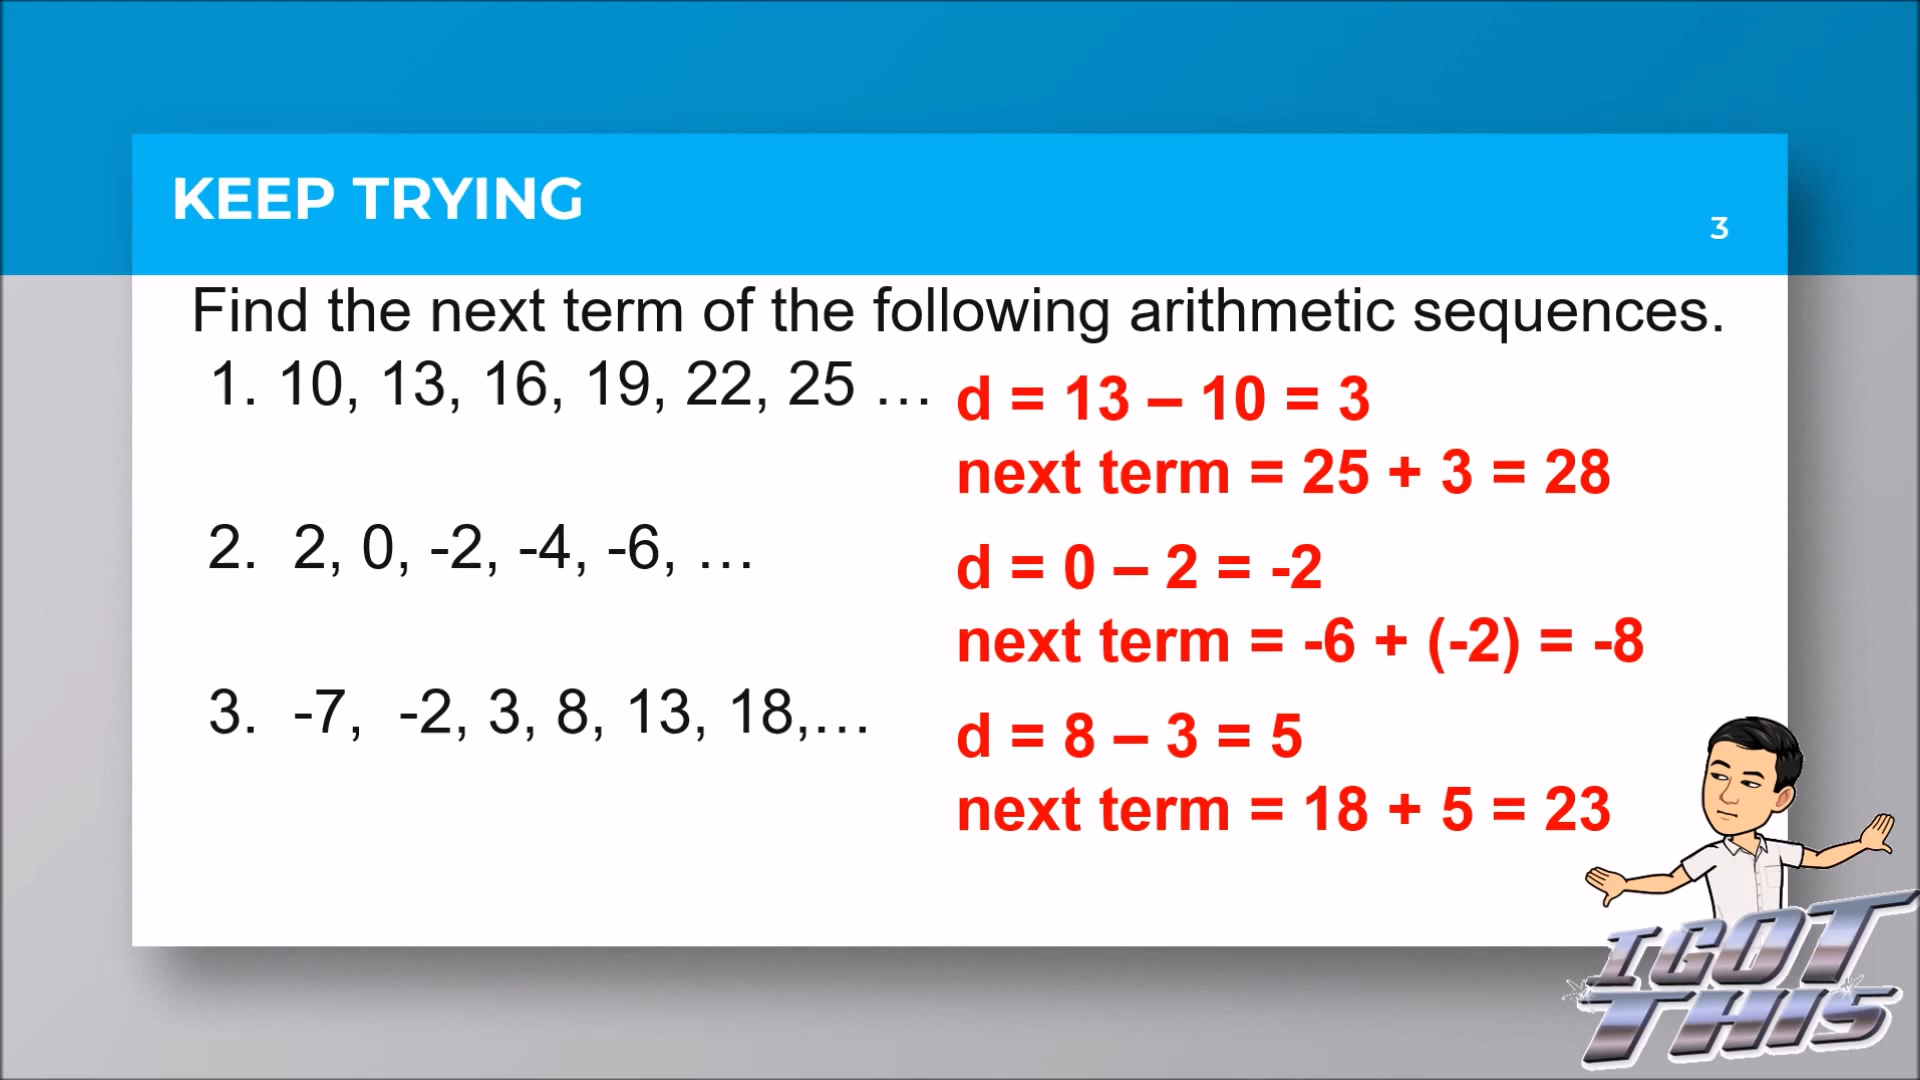 KEEP TRYING
3
Find the next term of the following arithmetic sequences.
1. 10, 13, 16, 19, 22, 25 …
d = 13 – 10 = 3
next term = 25 + 3 = 28
2. 2, 0, -2, -4, -6, …
d = 0 – 2 = -2
next term = -6 + (-2) = -8
3. -7, -2, 3, 8, 13, 18,…
d = 8 – 3 = 5
next term = 18 + 5 = 23
I GOT
THIS